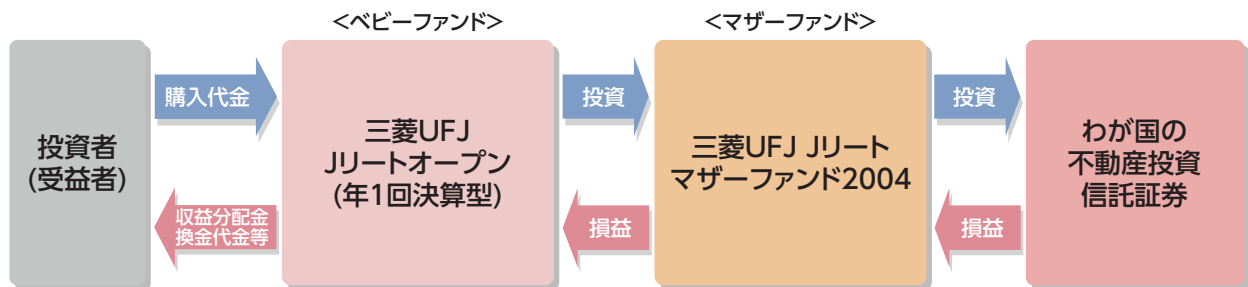 <ベビーファンド>
<マザーファンド>
投資者
(受益者)
購入代金
収益分配金
換金代金等
三菱UFJ
Jリートオープン
(年1回決算型)
投資
損益
三菱UFJ Jリート
マザーファンド2004
投資
損益
わが国の
不動産投資
信託証券